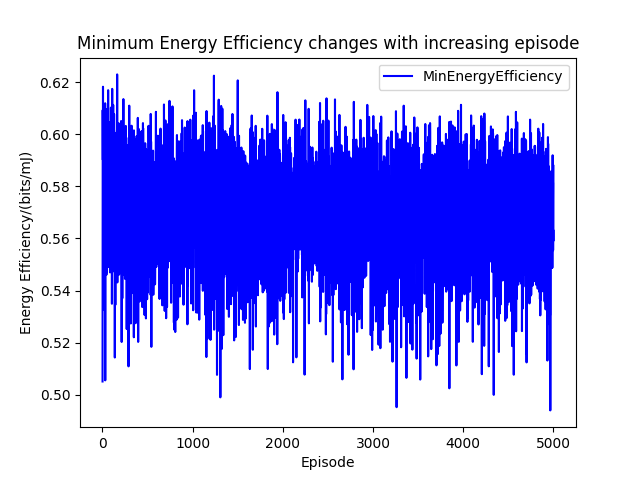 Minimum Energy Efficiency changes with increasing episode
MinEnergyEfficiency
Energy Efficiency/(bits/mJ)
0.62
0.60
0.58
0.56
0.54
0.52
0.50
0 1000 2000 3000 4000 5000
Episode